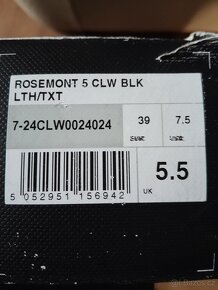 ROSEMONT 5 CLW BLK
LTH/TXT
7-24CLW0024024
39
7.5
5.5
UK
5 052951 156942